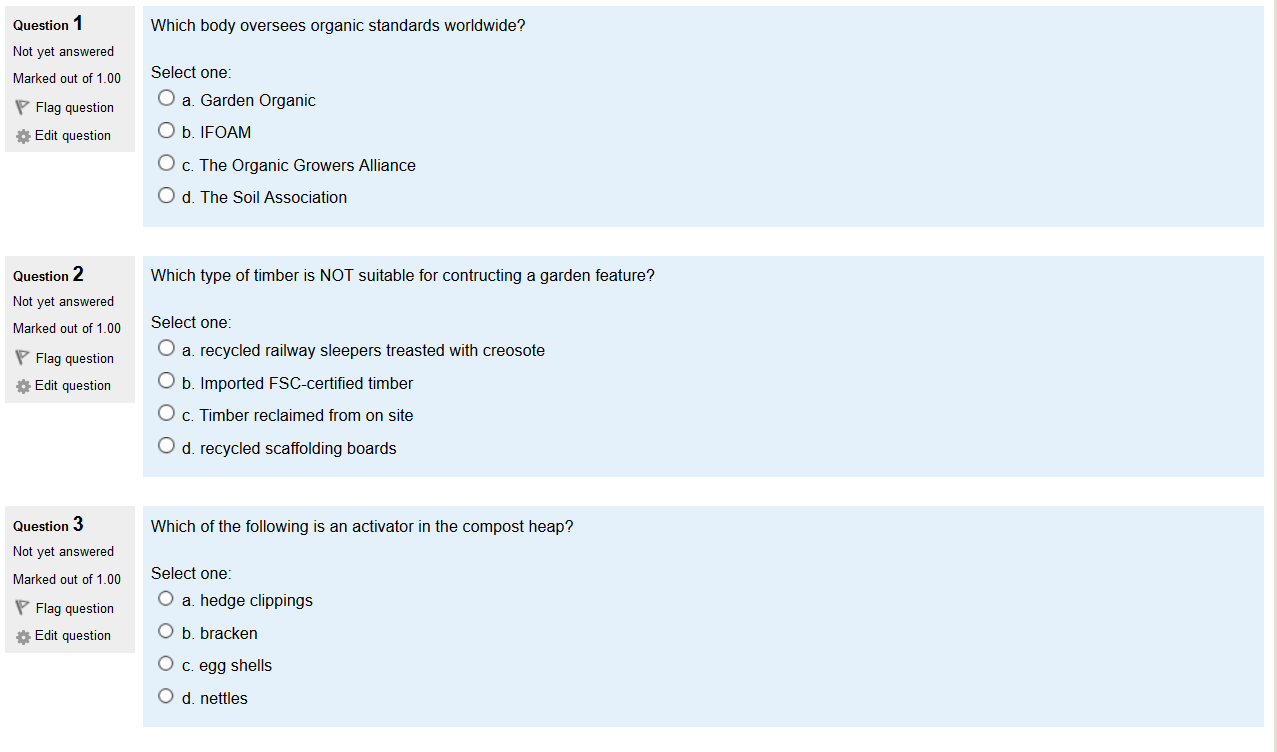 Question 1
Not yet answered
Marked out of 1.00
Flag question
Edit question
Which body oversees organic standards worldwide?
Select one:
a. Garden Organic
b. IFOAM
c. The Organic Growers Alliance
d. The Soil Association
Question 2
Not yet answered
Marked out of 1.00
Flag question
Edit question
Which type of timber is NOT suitable for contructing a garden feature?
Select one:
a. recycled railway sleepers treasted with creosote
b. Imported FSC-certified timber
c. Timber reclaimed from on site
d. recycled scaffolding boards
Question 3
Not yet answered
Marked out of 1.00
Flag question
Edit question
Which of the following is an activator in the compost heap?
Select one:
a. hedge clippings
b. bracken
c. egg shells
d. nettles